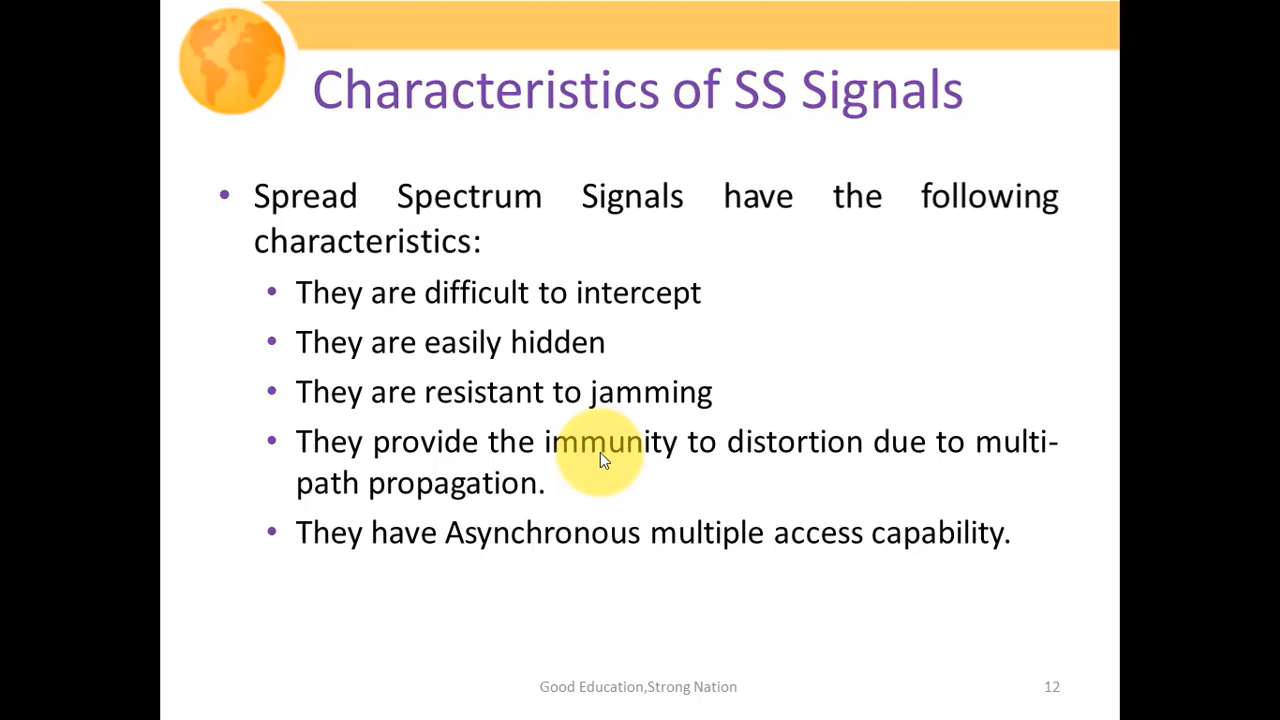 Characteristics of SS Signals
• Spread Spectrum Signals have the following
characteristics:
• They are difficult to intercept
• They are easily hidden
• They are resistant to jamming
• They provide the immunity to distortion due to multi-
path propagation.
• They have Asynchronous multiple access capability.
Good Education,Strong Nation
12